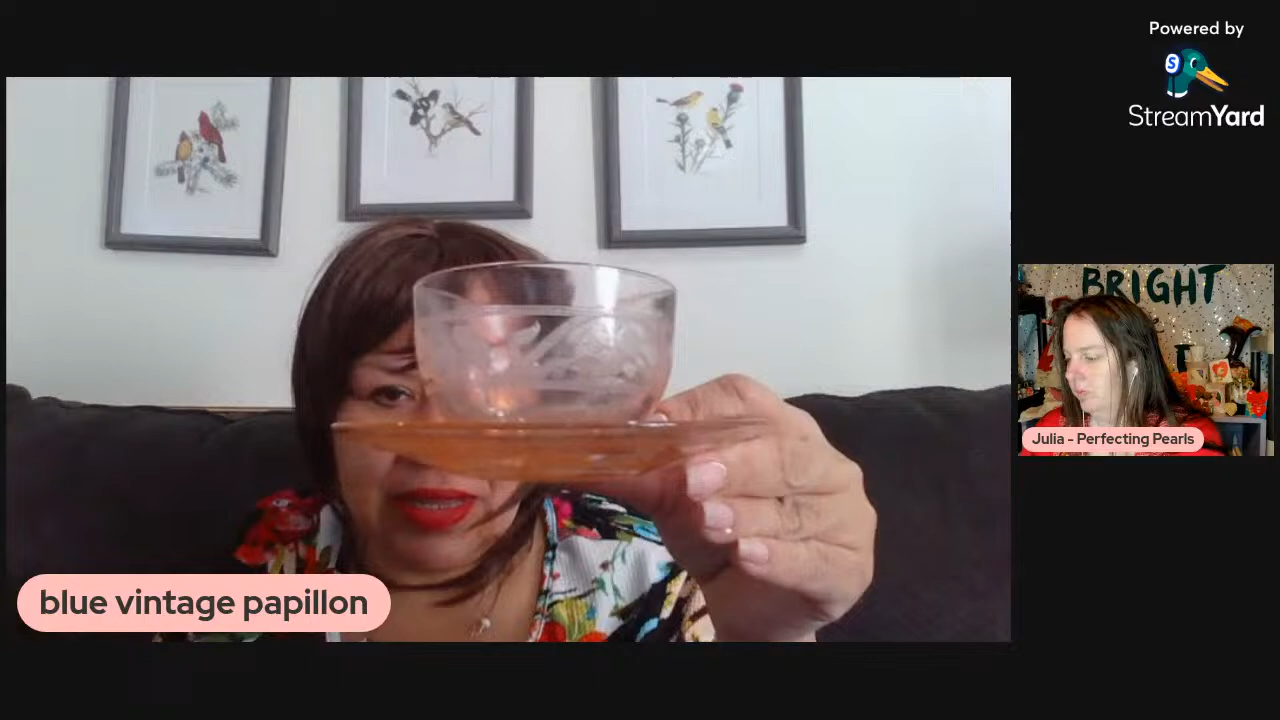 Powered by
StreamYard
BRIGHT
Julia - Perfecting Pearls
blue vintage papillon